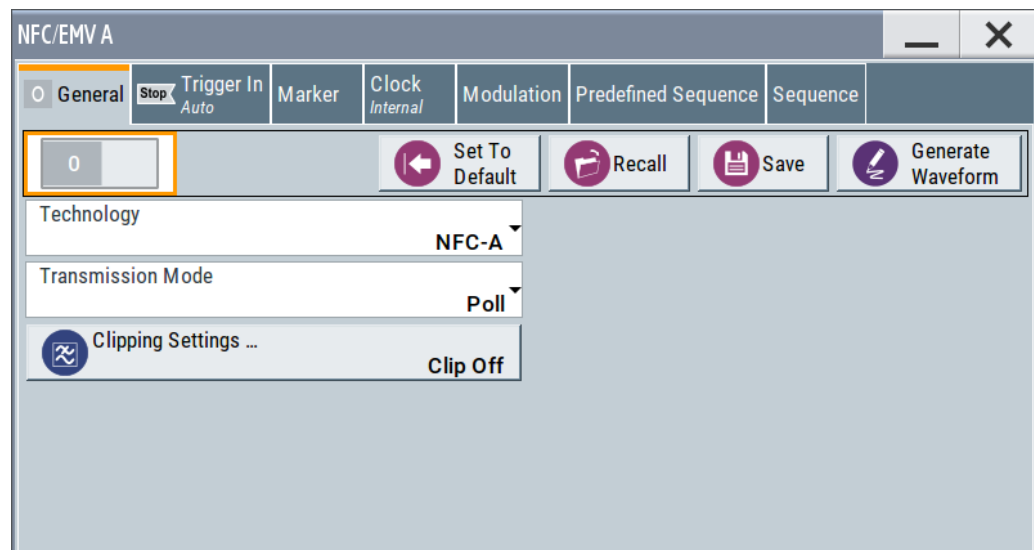 NFC/EMV A
0 General Stop Trigger In Marker Clock Modulation Predefined Sequence Sequence
Auto Internal
0 Set To Default Recall Save Generate Waveform
Technology
NFC-A
Transmission Mode
Poll
Clipping Settings ...
Clip Off